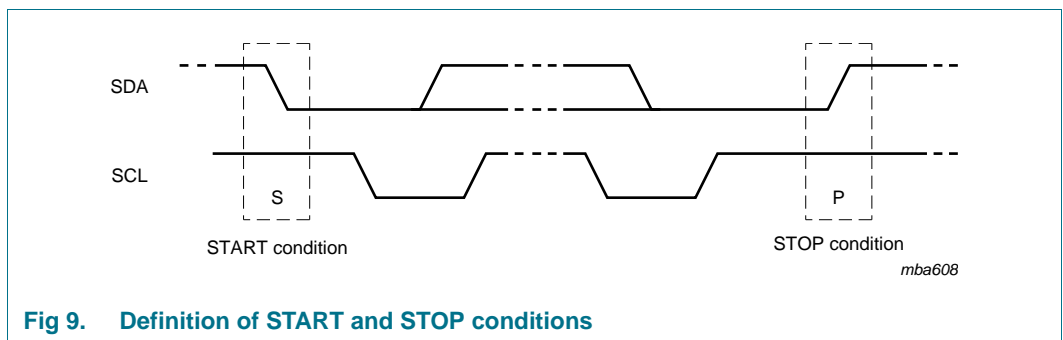 SDA
SCL
S
P
START condition
STOP condition
mba608
Fig 9. Definition of START and STOP conditions